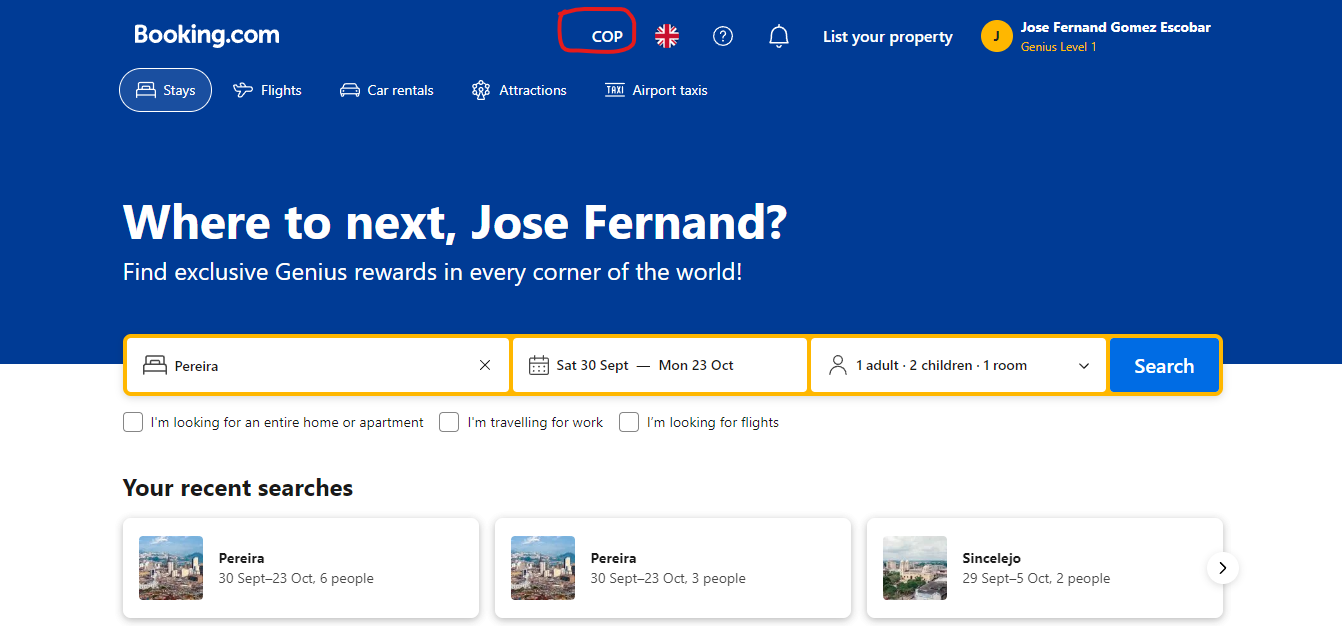 Booking.com
COP
List your property
J
Jose Fernand Gomez Escobar
Genius Level 1
Stays
Flights
Car rentals
Attractions
TAXI
Airport taxis
Where to next, Jose Fernand?
Find exclusive Genius rewards in every corner of the world!
Pereira
Sat 30 Sept — Mon 23 Oct
1 adult · 2 children · 1 room
Search
I'm looking for an entire home or apartment
I'm travelling for work
I'm looking for flights
Your recent searches
Pereira
30 Sept–23 Oct, 6 people
Pereira
30 Sept–23 Oct, 3 people
Sincelejo
29 Sept–5 Oct, 2 people